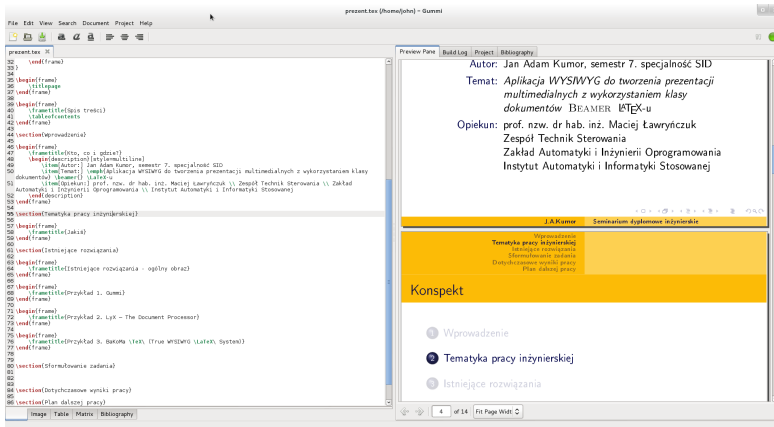 prezent.tex (/home/john) - Gummi
File Edit View Search Document Project Help
prezent.tex
32 \end{frame}
33 }
34
35 \begin{frame}
36 \titlepage
37 \end{frame}
38
39 \begin{frame}
40 \frametitle{Spis treści}
41 \tableofcontents
42 \end{frame}
43
44 \section{Wprowadzenie}
45
46 \begin{frame}
47 \frametitle{Kto, co i gdzie?}
48 \begin{description}[style=multiline]
49 \item[Autor:] Jan Adam Kumor, semestr 7. specjalność SID
50 \item[Temat:] \emph{Aplikacja WYSIWYG do tworzenia prezentacji multimedialnych z wykorzystaniem klasy
dokumentów} \beamer{} \LaTeX-u
51 \item[Opiekun:] prof. nzw. dr hab. inż. Maciej Ławryńczuk \\ Zespół Technik Sterowania \\ Zakład
Automatyki i Inżynierii Oprogramowania \\ Instytut Automatyki i Informatyki Stosowanej
52 \end{description}
53 \end{frame}
54
55 \section{Tematyka pracy inżynierskiej}
56
57 \begin{frame}
58 \frametitle{Jakiś}
59 \end{frame}
60
61 \section{Istniejące rozwiązania}
62
63 \begin{frame}
64 \frametitle{Istniejące rozwiązania - ogólny obraz}
65 \end{frame}
66
67 \begin{frame}
68 \frametitle{Przykład 1. Gummi}
69 \end{frame}
70
71 \begin{frame}
72 \frametitle{Przykład 2. LyX – The Document Processor}
73 \end{frame}
74
75 \begin{frame}
76 \frametitle{Przykład 3. BaKoMa \TeX\ (True WYSIWYG \LaTeX\ System)}
77 \end{frame}
78
79
80 \section{Sformułowanie zadania}
81
82
83
84 \section{Dotychczasowe wyniki pracy}
85
86 \section{Plan dalszej pracy}
Image Table Matrix Bibliography
Preview Pane Build Log Project Bibliography
Autor: Jan Adam Kumor, semestr 7. specjalność SID
Temat: Aplikacja WYSIWYG do tworzenia prezentacji
multimedialnych z wykorzystaniem klasy
dokumentów BEAMER LATEX-u
Opiekun: prof. nzw. dr hab. inż. Maciej Ławryńczuk
Zespół Technik Sterowania
Zakład Automatyki i Inżynierii Oprogramowania
Instytut Automatyki i Informatyki Stosowanej
J.A.Kumor Seminarium dyplomowe inżynierskie
Wprowadzenie
Tematyka pracy inżynierskiej
Istniejące rozwiązania
Sformułowanie zadania
Dotychczasowe wyniki pracy
Plan dalszej pracy
Konspekt
1 Wprowadzenie
2 Tematyka pracy inżynierskiej
3 Istniejące rozwiązania
4 of 14 Fit Page Widt